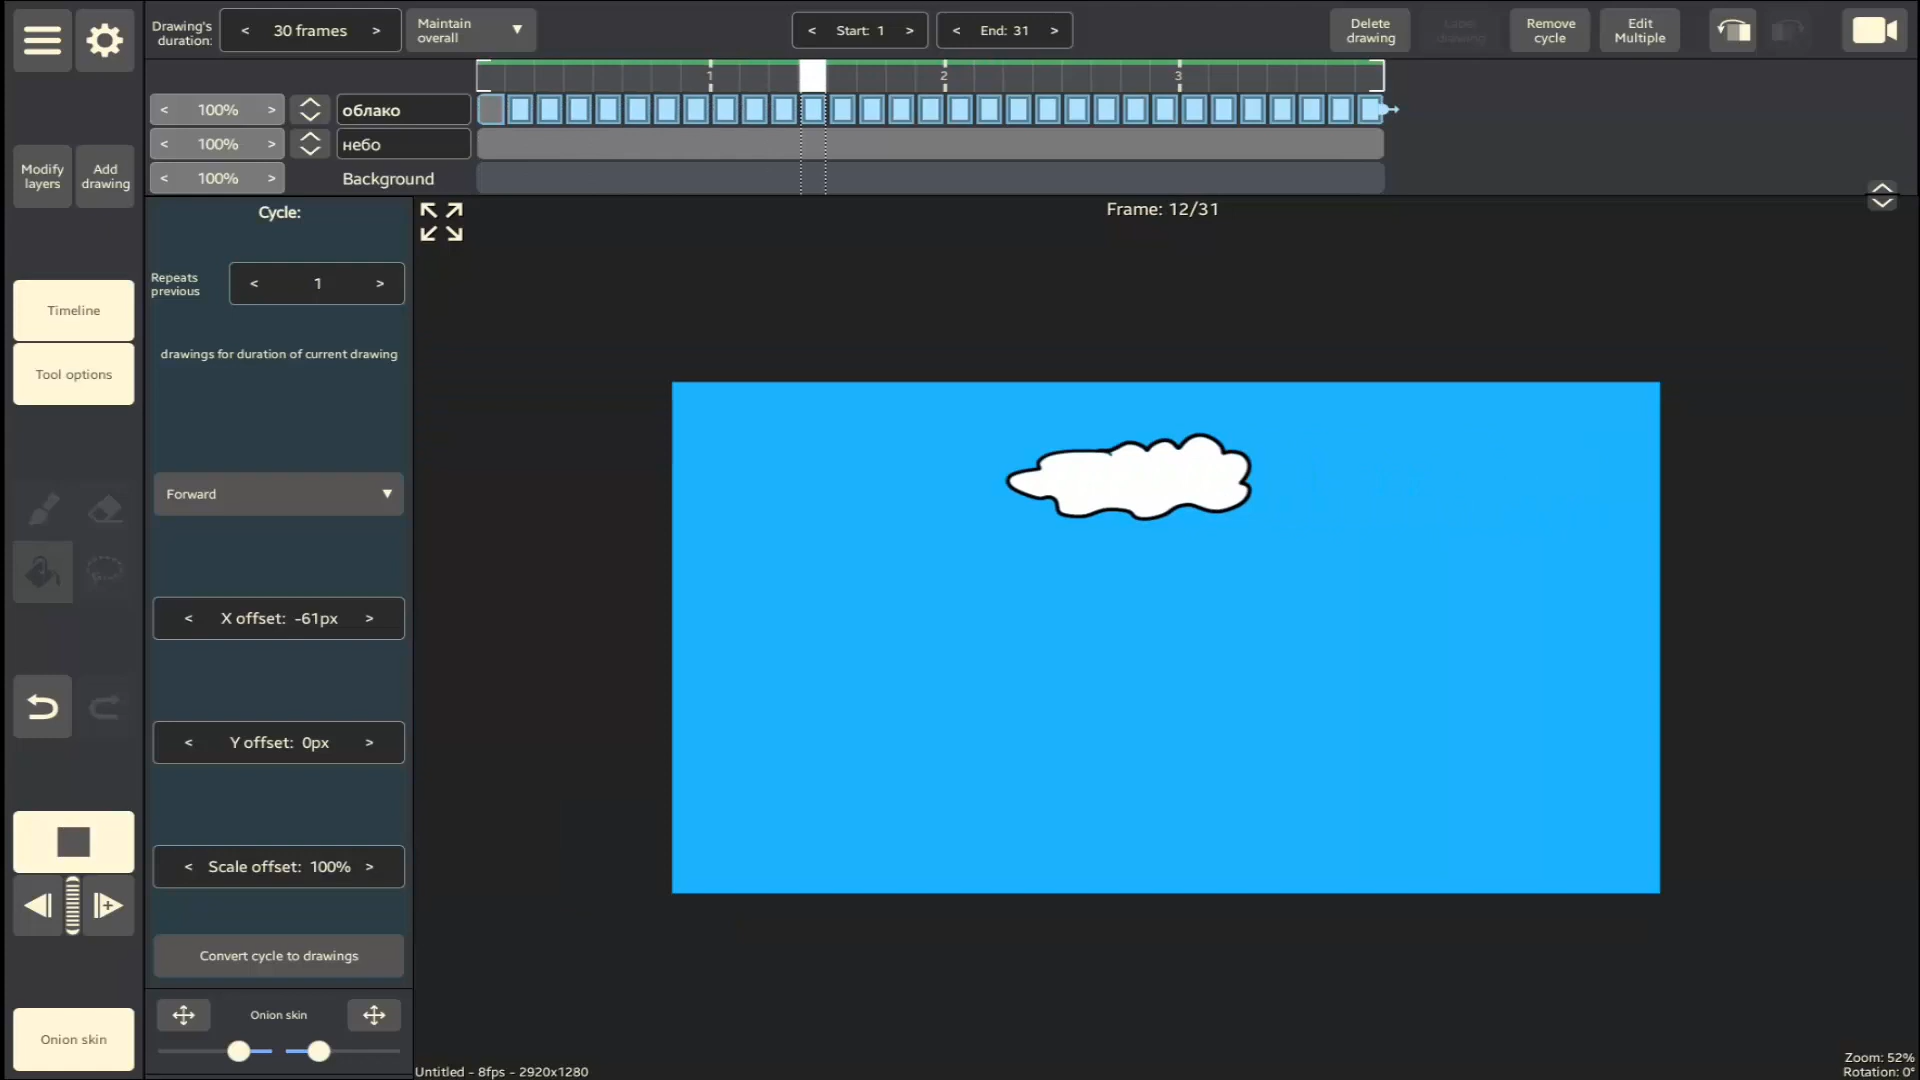 Drawing's
duration:
< 30 frames >
Maintain
overall
< Start: 1 >
< End: 31 >
Delete
drawing
Label
drawing
Remove
cycle
Edit
Multiple
1
2
3
< 100% >
облако
< 100% >
небо
< 100% >
Background
Modify
layers
Add
drawing
Cycle:
Frame: 12/31
Repeats
previous
< 1 >
Timeline
drawings for duration of current drawing
Tool options
Forward
< X offset: -61px >
< Y offset: 0px >
< Scale offset: 100% >
Convert cycle to drawings
Onion skin
Onion skin
Untitled - 8fps - 2920x1280
Zoom: 52%
Rotation: 0°